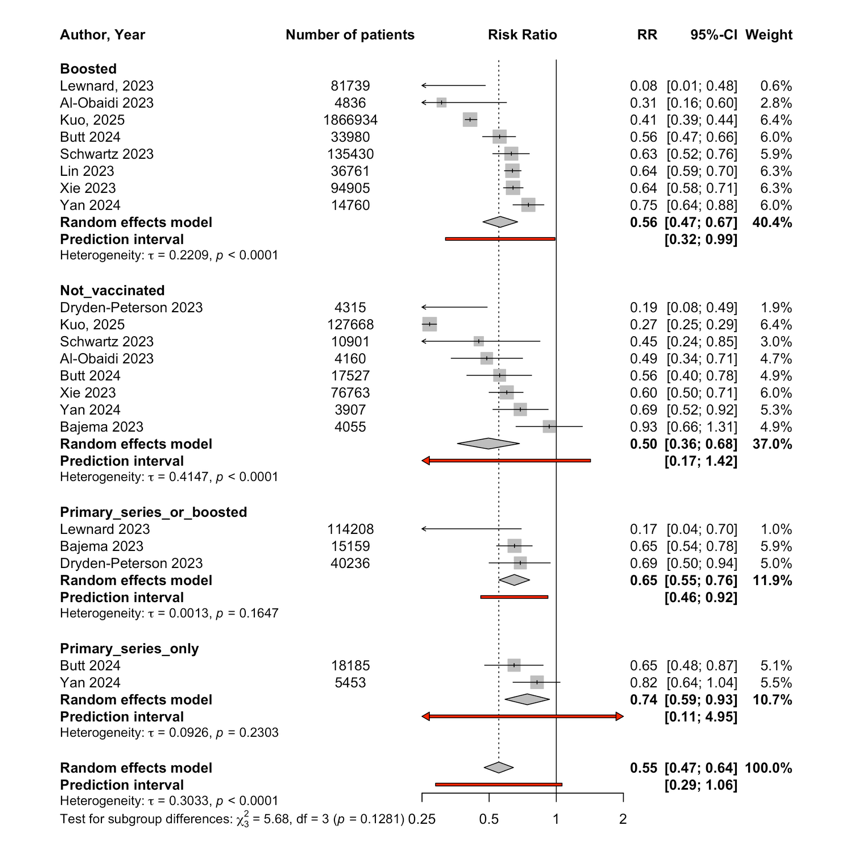 Author, Year Number of patients Risk Ratio RR 95%-CI Weight
Boosted
Lewnard, 2023 81739 0.08 [0.01; 0.48] 0.6%
Al-Obaidi 2023 4836 0.31 [0.16; 0.60] 2.8%
Kuo, 2025 1866934 0.41 [0.39; 0.44] 6.4%
Butt 2024 33980 0.56 [0.47; 0.66] 6.0%
Schwartz 2023 135430 0.63 [0.52; 0.76] 5.9%
Lin 2023 36761 0.64 [0.59; 0.70] 6.3%
Xie 2023 94905 0.64 [0.58; 0.71] 6.3%
Yan 2024 14760 0.75 [0.64; 0.88] 6.0%
Random effects model 0.56 [0.47; 0.67] 40.4%
Prediction interval [0.32; 0.99]
Heterogeneity: τ = 0.2209, p < 0.0001
Not_vaccinated
Dryden-Peterson 2023 4315 0.19 [0.08; 0.49] 1.9%
Kuo, 2025 127668 0.27 [0.25; 0.29] 6.4%
Schwartz 2023 10901 0.45 [0.24; 0.85] 3.0%
Al-Obaidi 2023 4160 0.49 [0.34; 0.71] 4.7%
Butt 2024 17527 0.56 [0.40; 0.78] 4.9%
Xie 2023 76763 0.60 [0.50; 0.71] 6.0%
Yan 2024 3907 0.69 [0.52; 0.92] 5.3%
Bajema 2023 4055 0.93 [0.66; 1.31] 4.9%
Random effects model 0.50 [0.36; 0.68] 37.0%
Prediction interval [0.17; 1.42]
Heterogeneity: τ = 0.4147, p < 0.0001
Primary_series_or_boosted
Lewnard 2023 114208 0.17 [0.04; 0.70] 1.0%
Bajema 2023 15159 0.65 [0.54; 0.78] 5.9%
Dryden-Peterson 2023 40236 0.69 [0.50; 0.94] 5.0%
Random effects model 0.65 [0.55; 0.76] 11.9%
Prediction interval [0.46; 0.92]
Heterogeneity: τ = 0.0013, p = 0.1647
Primary_series_only
Butt 2024 18185 0.65 [0.48; 0.87] 5.1%
Yan 2024 5453 0.82 [0.64; 1.04] 5.5%
Random effects model 0.74 [0.59; 0.93] 10.7%
Prediction interval [0.11; 4.95]
Heterogeneity: τ = 0.0926, p = 0.2303
Random effects model 0.55 [0.47; 0.64] 100.0%
Prediction interval [0.29; 1.06]
Heterogeneity: τ = 0.3033, p < 0.0001
Test for subgroup differences: χ²₃ = 5.68, df = 3 (p = 0.1281) 0.25 0.5 1 2